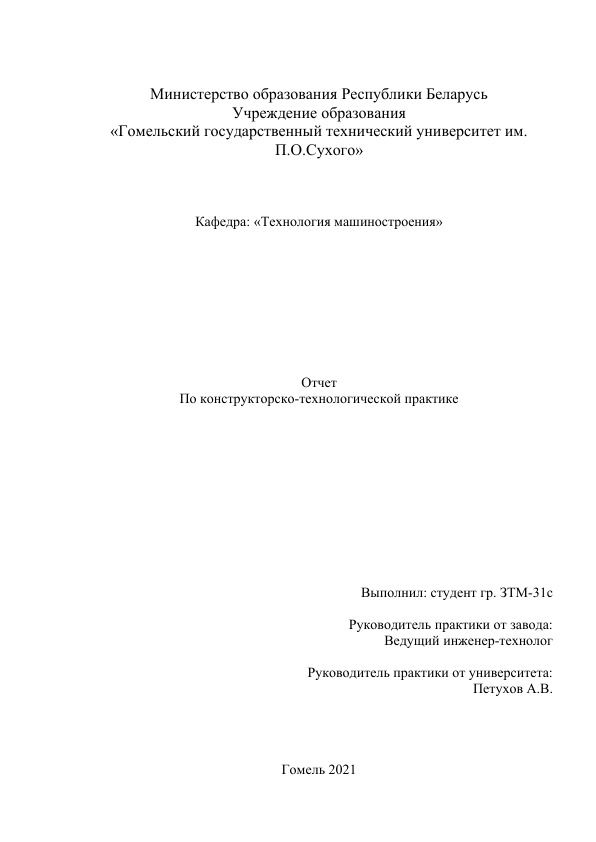 Министерство образования Республики Беларусь
Учреждение образования
«Гомельский государственный технический университет им.
П.О.Сухого»
Кафедра: «Технология машиностроения»
Отчет
По конструкторско-технологической практике
Выполнил: студент гр. ЗТМ-31с
Руководитель практики от завода:
Ведущий инженер-технолог
Руководитель практики от университета:
Петухов А.В.
Гомель 2021